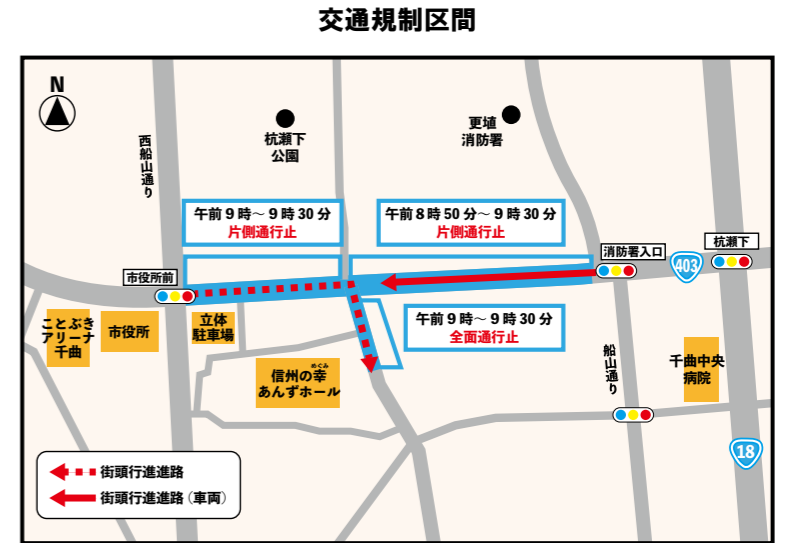 交通規制区間
N
西船山通り
杭瀬下
公園
更埴
消防署
午前9時～9時30分
片側通行止
午前8時50分～9時30分
片側通行止
消防署入口
杭瀬下
403
市役所前
午前9時～9時30分
全面通行止
ことぶき
アリーナ
千曲
市役所
立体
駐車場
めぐみ
信州の幸
あんずホール
船山通り
千曲中央
病院
18
街頭行進進路
街頭行進進路（車両）